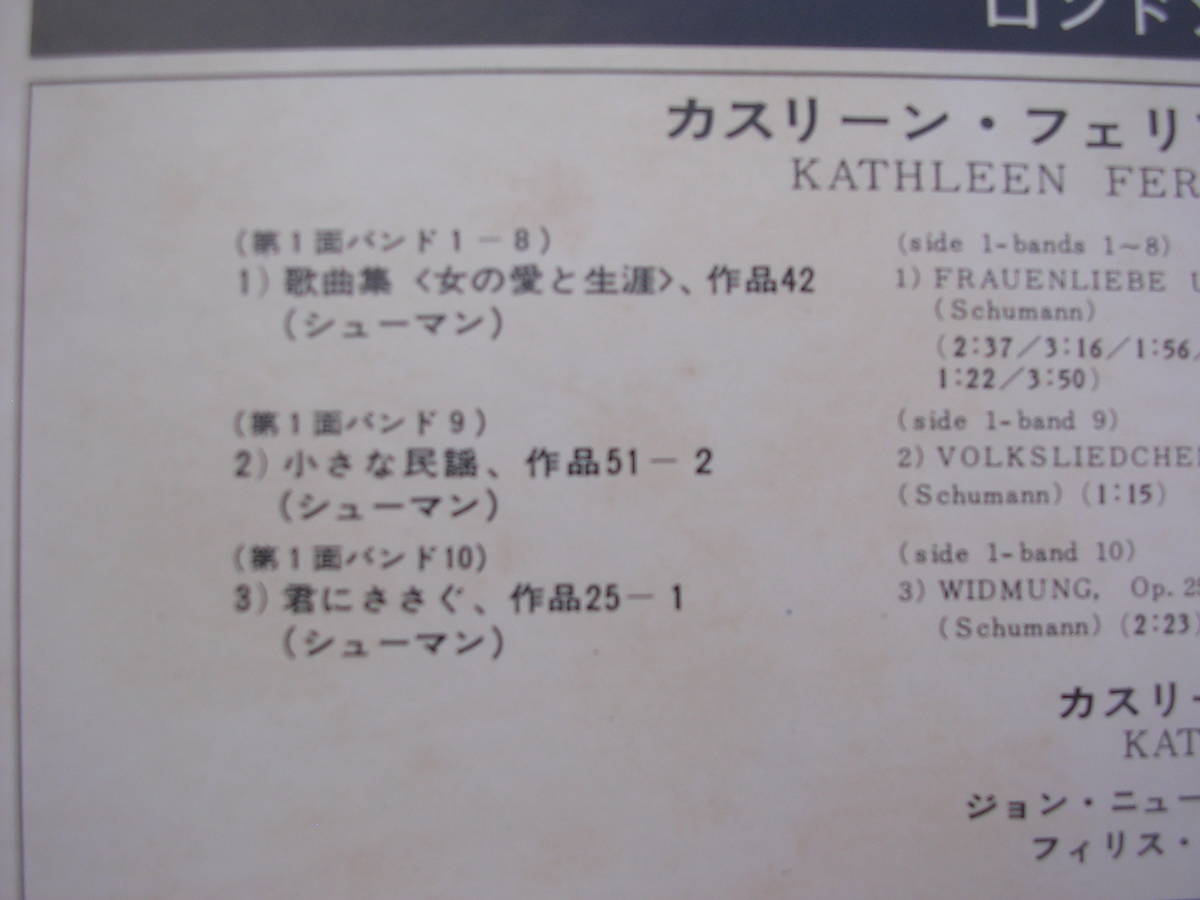 ロンド
カスリーン・フェリ
KATHLEEN FER
(第1面バンド1－8)
1) 歌曲集〈女の愛と生涯〉、作品42
(シューマン)
(第1面バンド9)
2) 小さな民謡、作品51－2
(シューマン)
(第1面バンド10)
3) 君にささぐ、作品25－1
(シューマン)
(side 1-bands 1～8)
1) FRAUENLIEBE U
(Schumann)
(2:37／3:16／1:56／
1:22／3:50)
(side 1-band 9)
2) VOLKSLIEDCHEN
(Schumann) (1:15)
(side 1-band 10)
3) WIDMUNG, Op. 25
(Schumann) (2:23)
カスリー
KAT
ジョン・ニュー
フィリス・